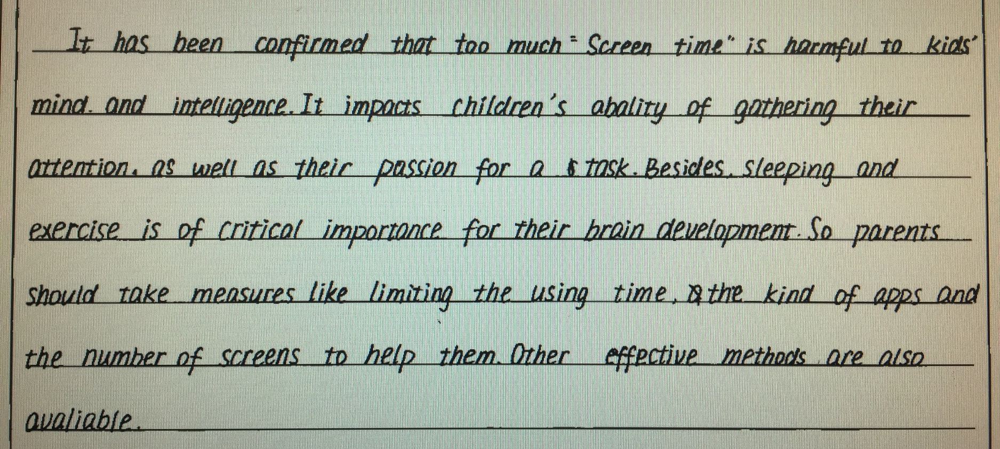 It has been confirmed that too much "Screen time" is harmful to kids'
mind and intelligence. It impacts children's abality of gathering their
attention, as well as their passion for a task. Besides, sleeping and
exercise is of critical importance for their brain development. So parents
should take measures like limiting the using time, the kind of apps and
the number of screens to help them. Other effective methods are also
avaliable.